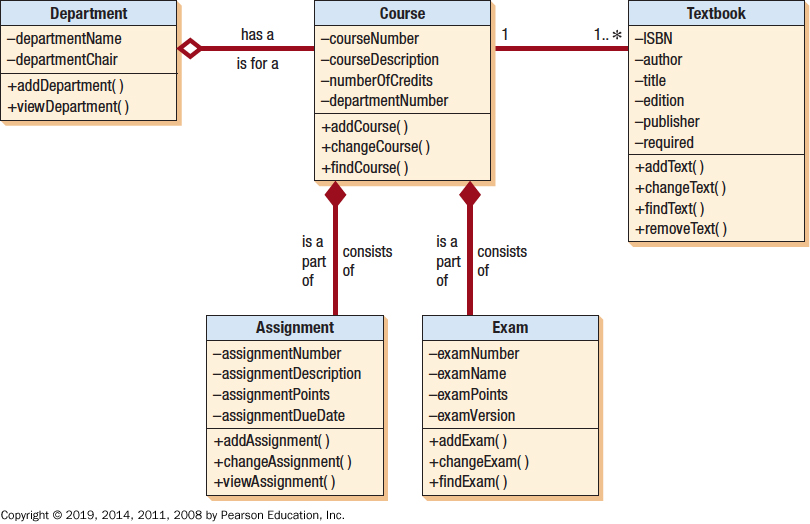 Department
–departmentName
–departmentChair
+addDepartment( )
+viewDepartment( )
has a
is for a
Course
–courseNumber
–courseDescription
–numberOfCredits
–departmentNumber
+addCourse( )
+changeCourse( )
+findCourse( )
1
1..*
Textbook
–ISBN
–author
–title
–edition
–publisher
–required
+addText( )
+changeText( )
+findText( )
+removeText( )
is a
part
of
consists
of
is a
part
of
consists
of
Assignment
–assignmentNumber
–assignmentDescription
–assignmentPoints
–assignmentDueDate
+addAssignment( )
+changeAssignment( )
+viewAssignment( )
Exam
–examNumber
–examName
–examPoints
–examVersion
+addExam( )
+changeExam( )
+findExam( )
Copyright © 2019, 2014, 2011, 2008 by Pearson Education, Inc.